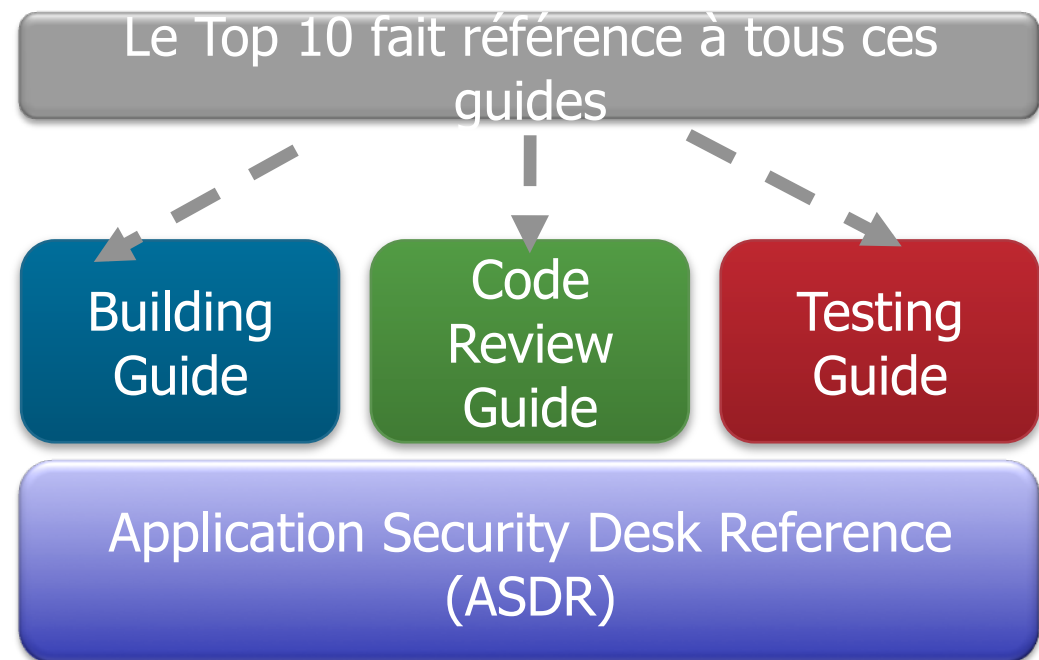 Le Top 10 fait référence à tous ces
guides
Building
Guide
Code
Review
Guide
Testing
Guide
Application Security Desk Reference
(ASDR)